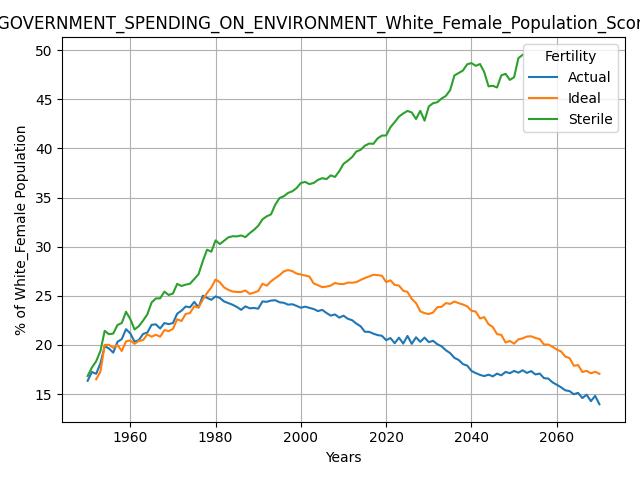 GOVERNMENT_SPENDING_ON_ENVIRONMENT_White_Female_Population_Scor
50
45
40
35
30
25
20
15
% of White_Female Population
Fertility
Actual
Ideal
Sterile
1960 1980 2000 2020 2040 2060
Years